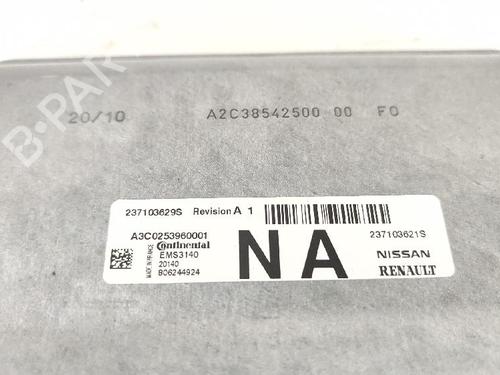 20/10 A2C38542500 00 F0
237103629S Revision A 1
A3C0253960001
MADE IN FRANCE
Continental
EMS3140
20140
806244924
NA
237103621S
NISSAN
RENAULT
B-PARTS